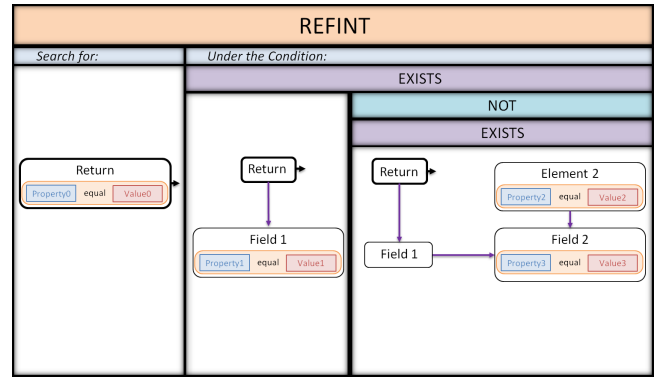 REFINT
Search for:
Under the Condition:
EXISTS
NOT
EXISTS
Return
Property0 equal Value0
Return
Field 1
Property1 equal Value1
Return
Element 2
Property2 equal Value2
Field 1
Field 2
Property3 equal Value3